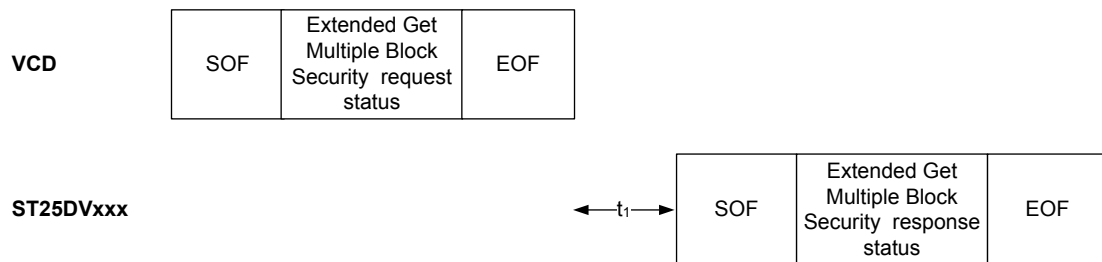 VCD
SOF
Extended Get
Multiple Block
Security request
status
EOF
ST25DVxxx
t1
SOF
Extended Get
Multiple Block
Security response
status
EOF